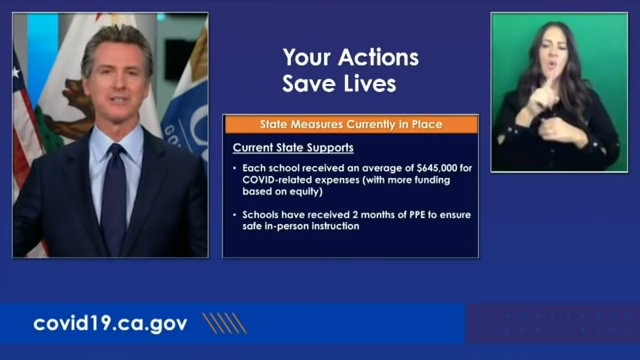 Your Actions
Save Lives
State Measures Currently in Place
Current State Supports
• Each school received an average of $645,000 for
COVID-related expenses (with more funding
based on equity)
• Schools have received 2 months of PPE to ensure
safe in-person instruction
covid19.ca.gov